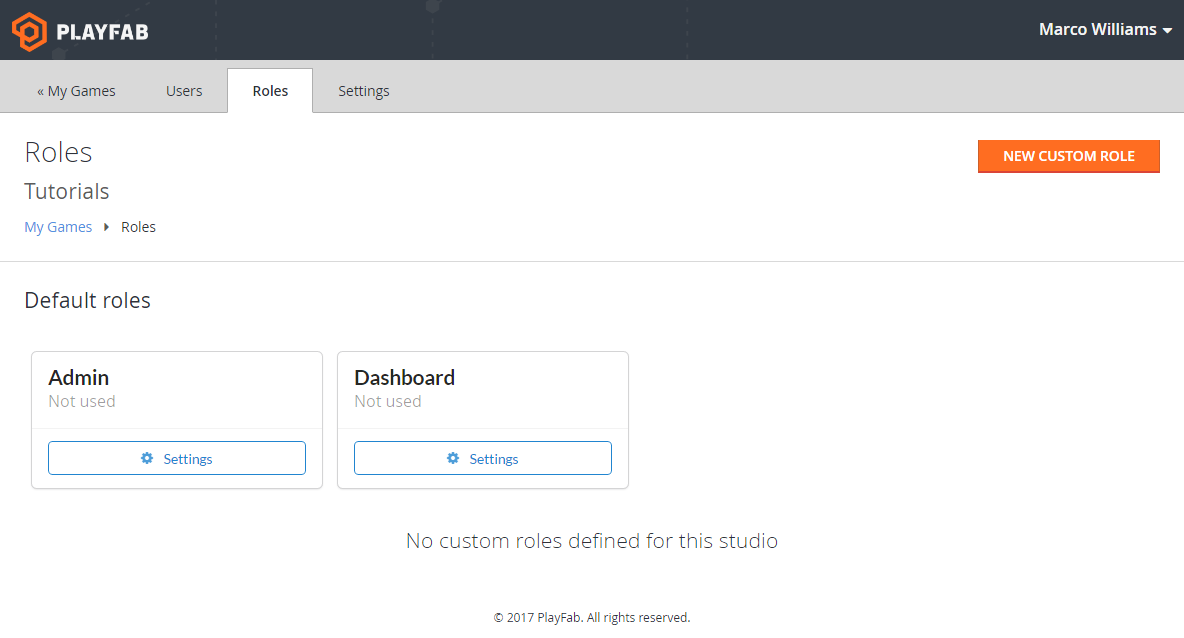 PLAYFAB
Marco Williams
« My Games
Users
Roles
Settings
Roles
NEW CUSTOM ROLE
Tutorials
My Games Roles
Default roles
Admin
Not used
Settings
Dashboard
Not used
Settings
No custom roles defined for this studio
© 2017 PlayFab. All rights reserved.